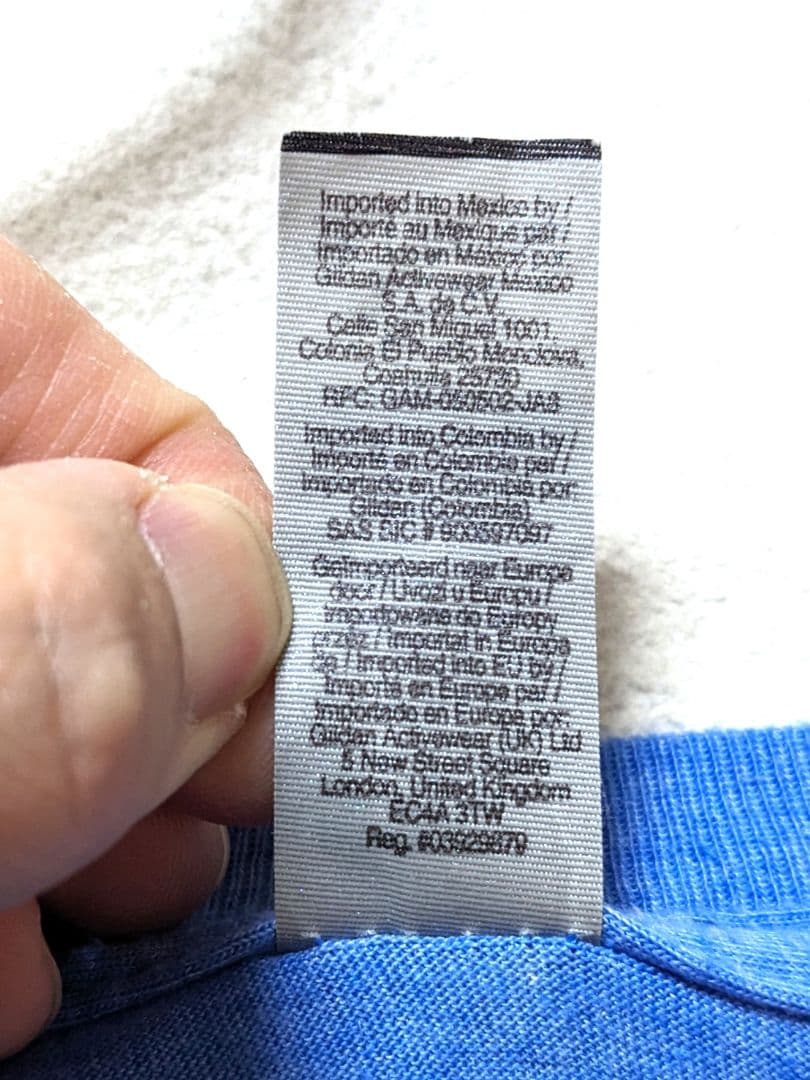 Imported into Mexico by /
Importé au Mexique par /
Importado en México por:
Gildan Activewear Mexico
S.A. de C.V.
Calle San Miguel 1001,
Colonia El Pueblo Monclova,
Coahuila 25730
RFC: GAM-060502-JA8
Imported into Colombia by /
Importé en Colombie par /
Importado en Colombia por:
Gildan (Colombia)
SAS SIC # 900597097
Geïmporteerd naar Europa
door / Uvozi u Europu /
Importowane do Europy
przez / Importat in Europa
De / Imported into EU by /
Importé en Europe par /
Importado en Europa por:
Gildan Activewear (UK) Ltd
5 New Street Square
London, United Kingdom
EC4A 3TW
Reg. #03929879